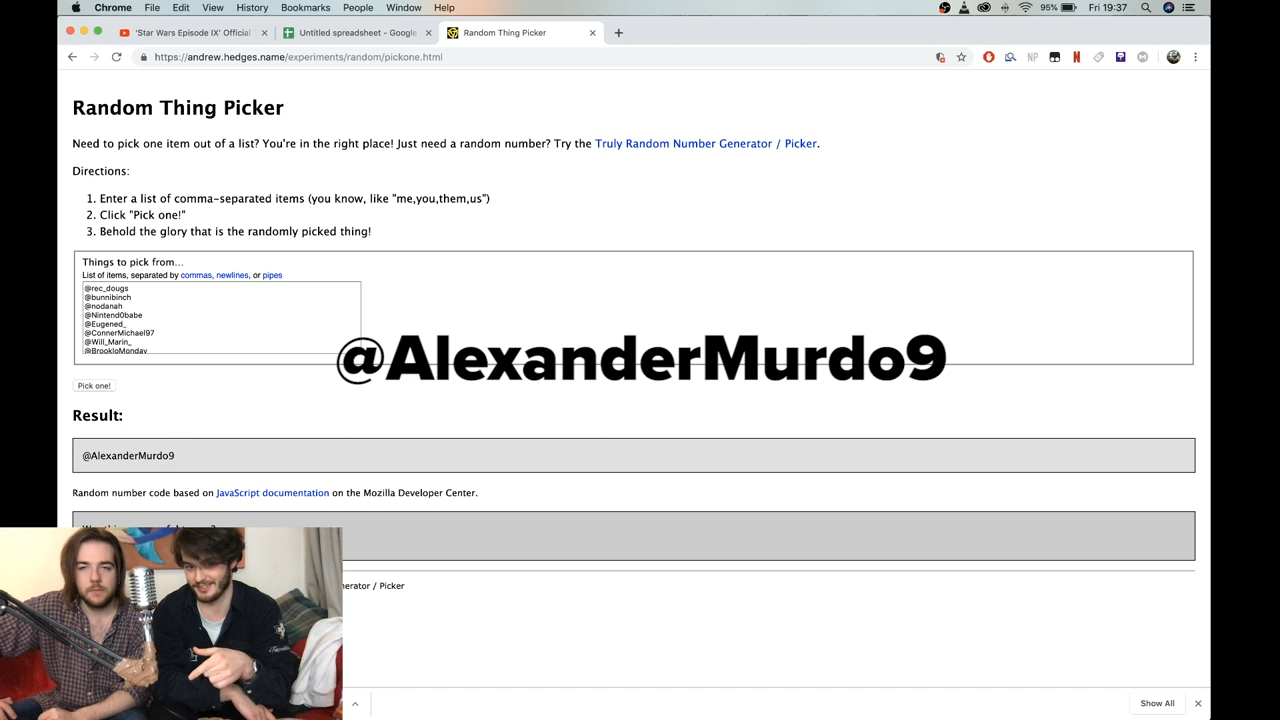 Chrome File Edit View History Bookmarks People Window Help 95% Fri 19:37
'Star Wars Episode IX' Official Untitled spreadsheet - Google Random Thing Picker
https://andrew.hedges.name/experiments/random/pickone.html
Random Thing Picker
Need to pick one item out of a list? You're in the right place! Just need a random number? Try the Truly Random Number Generator / Picker.
Directions:
1. Enter a list of comma-separated items (you know, like "me,you,them,us")
2. Click "Pick one!"
3. Behold the glory that is the randomly picked thing!
Things to pick from...
List of items, separated by commas, newlines, or pipes
@rec_dougs
@bunnibinch
@nodanah
@Nintend0babe
@Eugened_
@ConnerMichael97
@Will_Marin_
@BrookloMonday
@AlexanderMurdo9
Pick one!
Result:
@AlexanderMurdo9
Random number code based on JavaScript documentation on the Mozilla Developer Center.
/ Picker
Show All